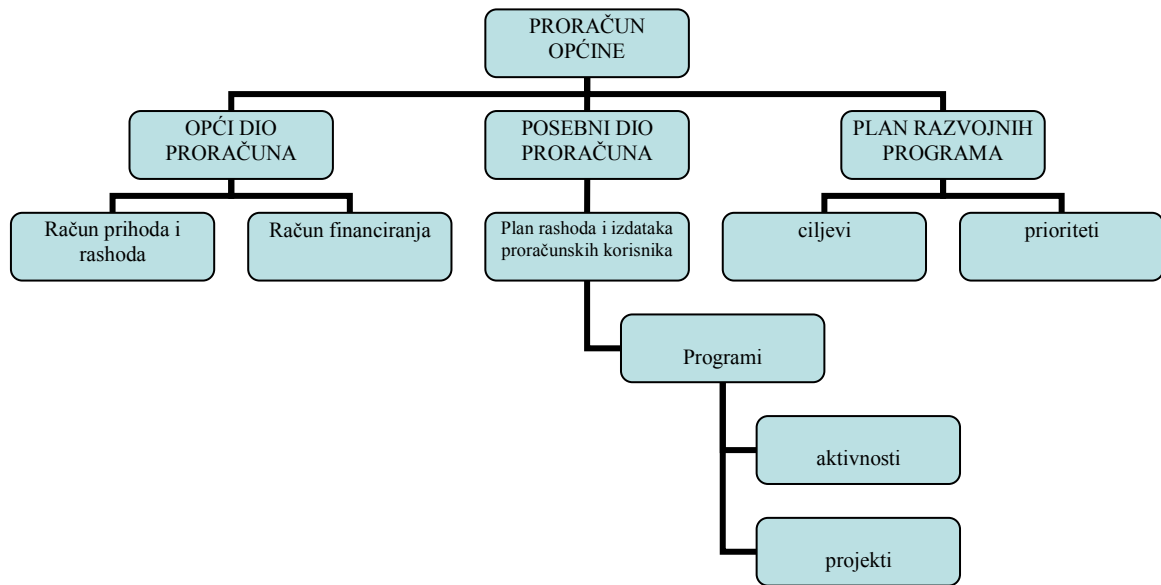 PRORAČUN
OPĆINE
OPĆI DIO
PRORAČUNA
POSEBNI DIO
PRORAČUNA
PLAN RAZVOJNIH
PROGRAMA
Račun prihoda i
rashoda
Račun financiranja
Plan rashoda i izdataka
proračunskih korisnika
ciljevi
prioriteti
Programi
aktivnosti
projekti